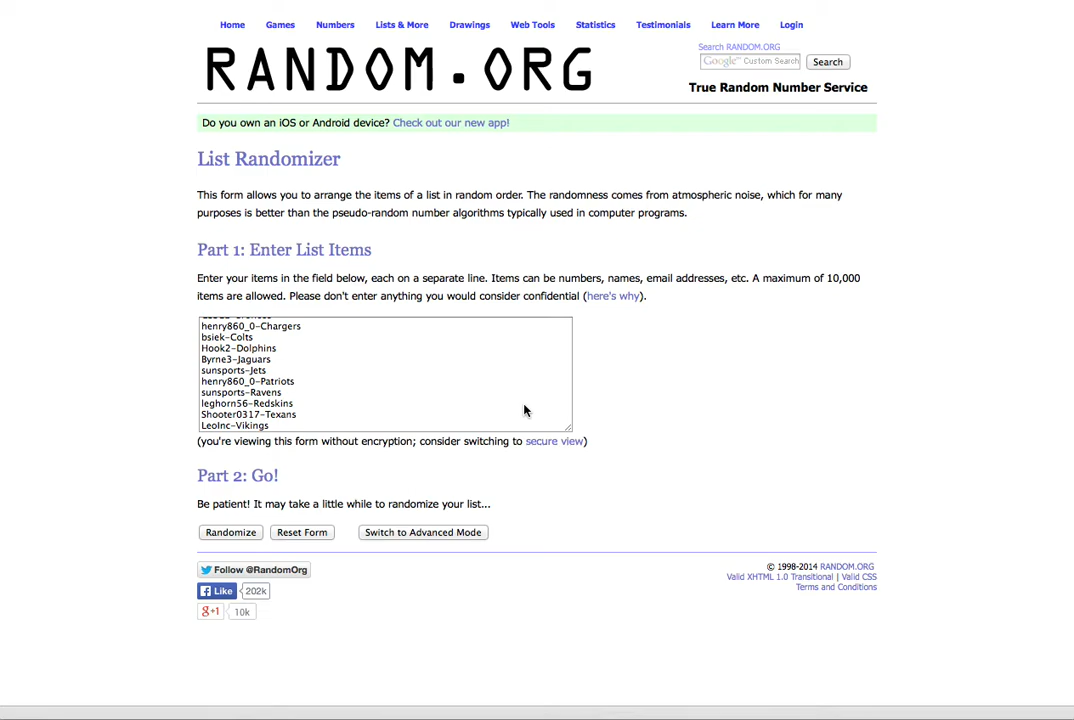 Home Games Numbers Lists & More Drawings Web Tools Statistics Testimonials Learn More Login
RANDOM.ORG
Search RANDOM.ORG
Google™ Custom Search Search
True Random Number Service
Do you own an iOS or Android device? Check out our new app!
List Randomizer
This form allows you to arrange the items of a list in random order. The randomness comes from atmospheric noise, which for many
purposes is better than the pseudo-random number algorithms typically used in computer programs.
Part 1: Enter List Items
Enter your items in the field below, each on a separate line. Items can be numbers, names, email addresses, etc. A maximum of 10,000
items are allowed. Please don't enter anything you would consider confidential (here's why).
henry860_0-Chargers
bsiek-Colts
Hook2-Dolphins
Byrne3-Jaguars
sunsports-Jets
henry860_0-Patriots
sunsports-Ravens
leghorn56-Redskins
Shooter0317-Texans
LeoInc-Vikings
(you're viewing this form without encryption; consider switching to secure view)
Part 2: Go!
Be patient! It may take a little while to randomize your list...
Randomize Reset Form Switch to Advanced Mode
Follow @RandomOrg
Like 202k
g+1 10k
© 1998-2014 RANDOM.ORG
Valid XHTML 1.0 Transitional | Valid CSS
Terms and Conditions